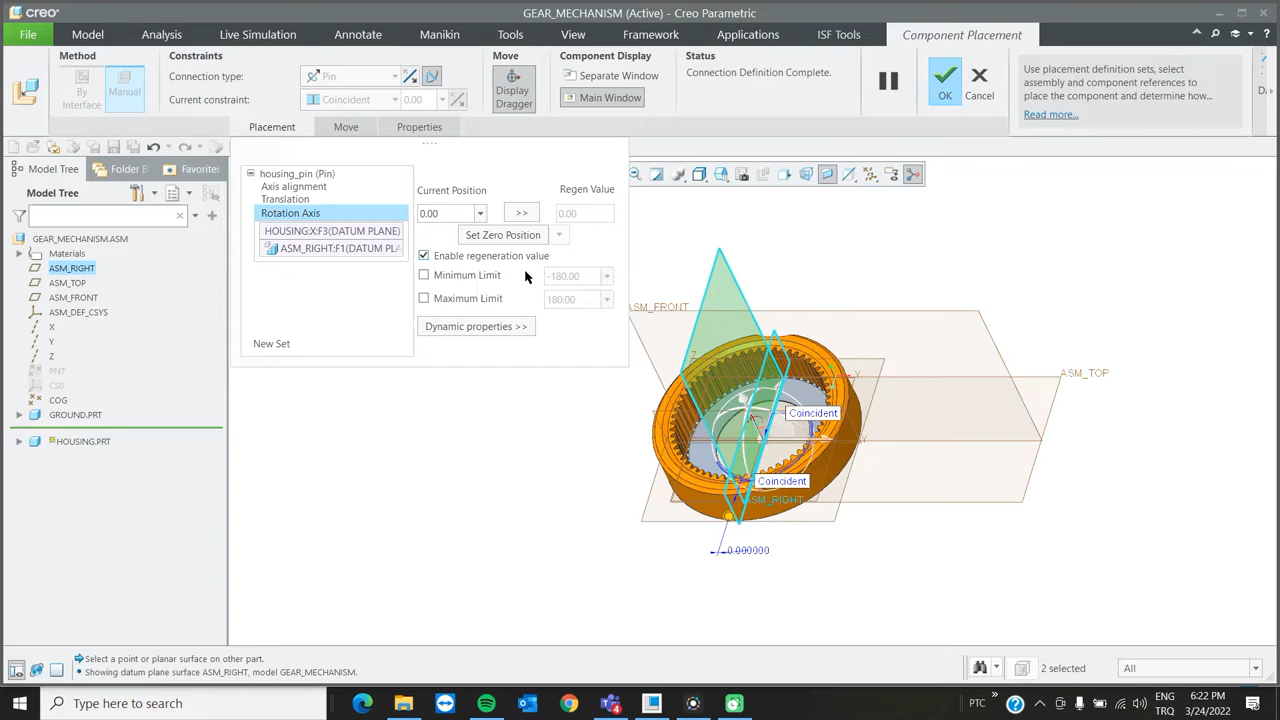 creo®
GEAR_MECHANISM (Active) - Creo Parametric
File Model Analysis Live Simulation Annotate Manikin Tools View Framework Applications ISF Tools Component Placement
Method Constraints Move Component Display Status
By Interface
Manual
Connection type: Pin
Current constraint: Coincident 0.00
Display Dragger
Separate Window
Main Window
Connection Definition Complete.
OK Cancel
Use placement definition sets, select
assembly and component references to
place the component and determine how...
Read more...
Placement Move Properties
Model Tree Folder B Favorites
Model Tree
GEAR_MECHANISM.ASM
Materials
ASM_RIGHT
ASM_TOP
ASM_FRONT
ASM_DEF_CSYS
X
Y
Z
PNT
CS0
COG
GROUND.PRT
HOUSING.PRT
housing_pin (Pin)
Axis alignment
Translation
Rotation Axis
HOUSING:X:F3(DATUM PLANE)
ASM_RIGHT:F1(DATUM PLA
New Set
Current Position Regen Value
0.00 >> 0.00
Set Zero Position
Enable regeneration value
Minimum Limit -180.00
Maximum Limit 180.00
Dynamic properties >>
ASM_FRONT
ASM_TOP
Z
Y
Coincident
Coincident
ASM_RIGHT
0.000000
Select a point or planar surface on other part.
Showing datum plane surface ASM_RIGHT, model GEAR_MECHANISM.
2 selected All
Type here to search
PTC
ENG
TRQ
6:22 PM
3/24/2022